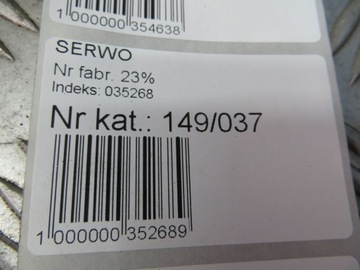 1 000000 354638
SERWO
Nr fabr. 23%
Indeks: 035268
Nr kat.: 149/037
1 000000 352689